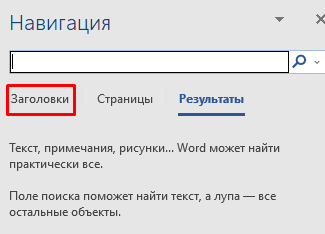 Навигация
Заголовки Страницы Результаты
Текст, примечания, рисунки... Word может найти
практически все.
Поле поиска поможет найти текст, а лупа — все
остальные объекты.